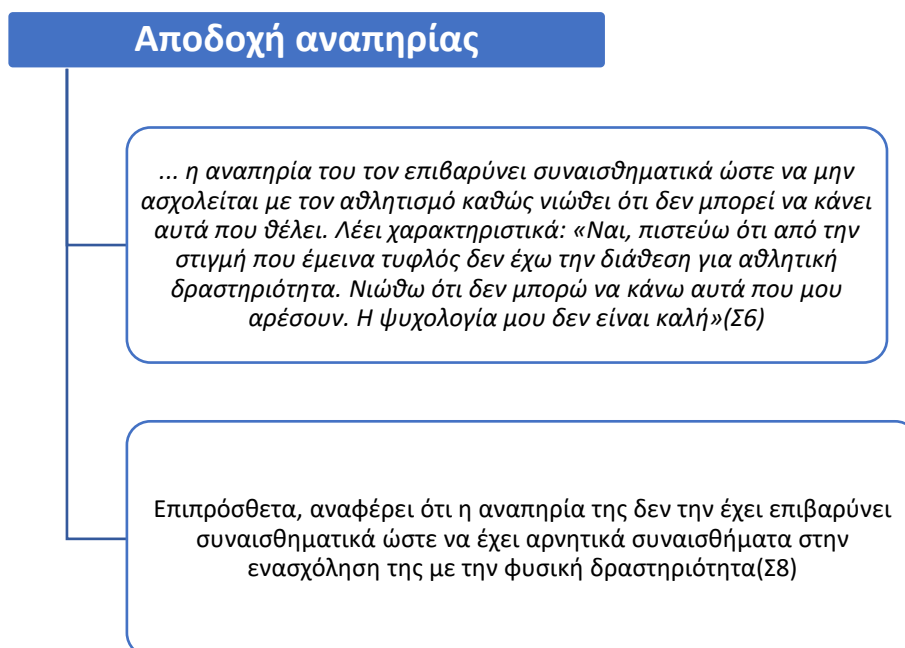 Αποδοχή αναπηρίας
... η αναπηρία του τον επιβαρύνει συναισθηματικά ώστε να μην
ασχολείται με τον αθλητισμό καθώς νιώθει ότι δεν μπορεί να κάνει
αυτά που θέλει. Λέει χαρακτηριστικά: «Ναι, πιστεύω ότι από την
στιγμή που έμεινα τυφλός δεν έχω την διάθεση για αθλητική
δραστηριότητα. Νιώθω ότι δεν μπορώ να κάνω αυτά που μου
αρέσουν. Η ψυχολογία μου δεν είναι καλή»(Σ6)
Επιπρόσθετα, αναφέρει ότι η αναπηρία της δεν την έχει επιβαρύνει
συναισθηματικά ώστε να έχει αρνητικά συναισθήματα στην
ενασχόληση της με την φυσική δραστηριότητα(Σ8)